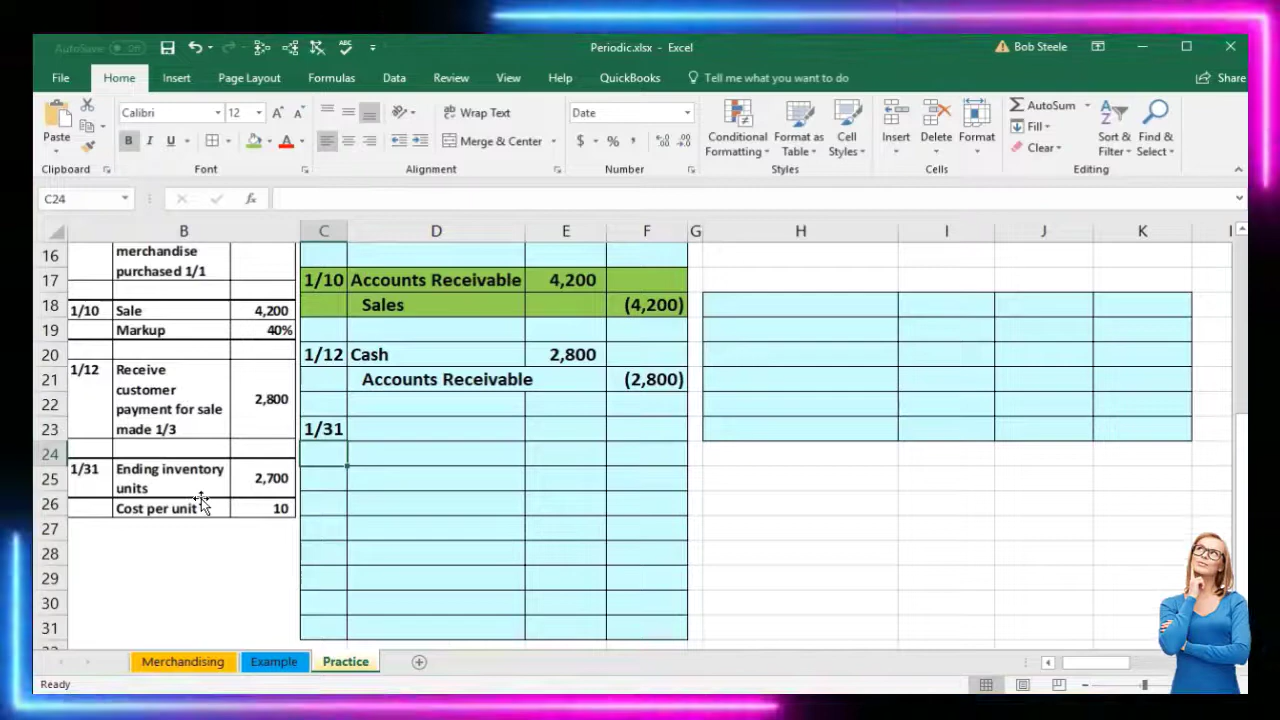 AutoSave Off
Periodic.xlsx - Excel
Bob Steele
File Home Insert Page Layout Formulas Data Review View Help QuickBooks Tell me what you want to do Share
Paste
Calibri 12
Wrap Text
Date
Merge & Center
Conditional Formatting
Format as Table
Cell Styles
Insert Delete Format
AutoSum
Fill
Clear
Sort & Filter
Find & Select
Clipboard Font Alignment Number Styles Cells Editing
C24 fx
B C D E F G H I J K
16 merchandise
purchased 1/1
17 1/10 Accounts Receivable 4,200
18 1/10 Sale 4,200 Sales (4,200)
19 Markup 40%
20 1/12 Cash 2,800
21 1/12 Receive Accounts Receivable (2,800)
customer
22 payment for sale 2,800
23 made 1/3 1/31
24
25 1/31 Ending inventory 2,700
units
26 Cost per unit 10
27
28
29
30
31
Merchandising Example Practice
Ready